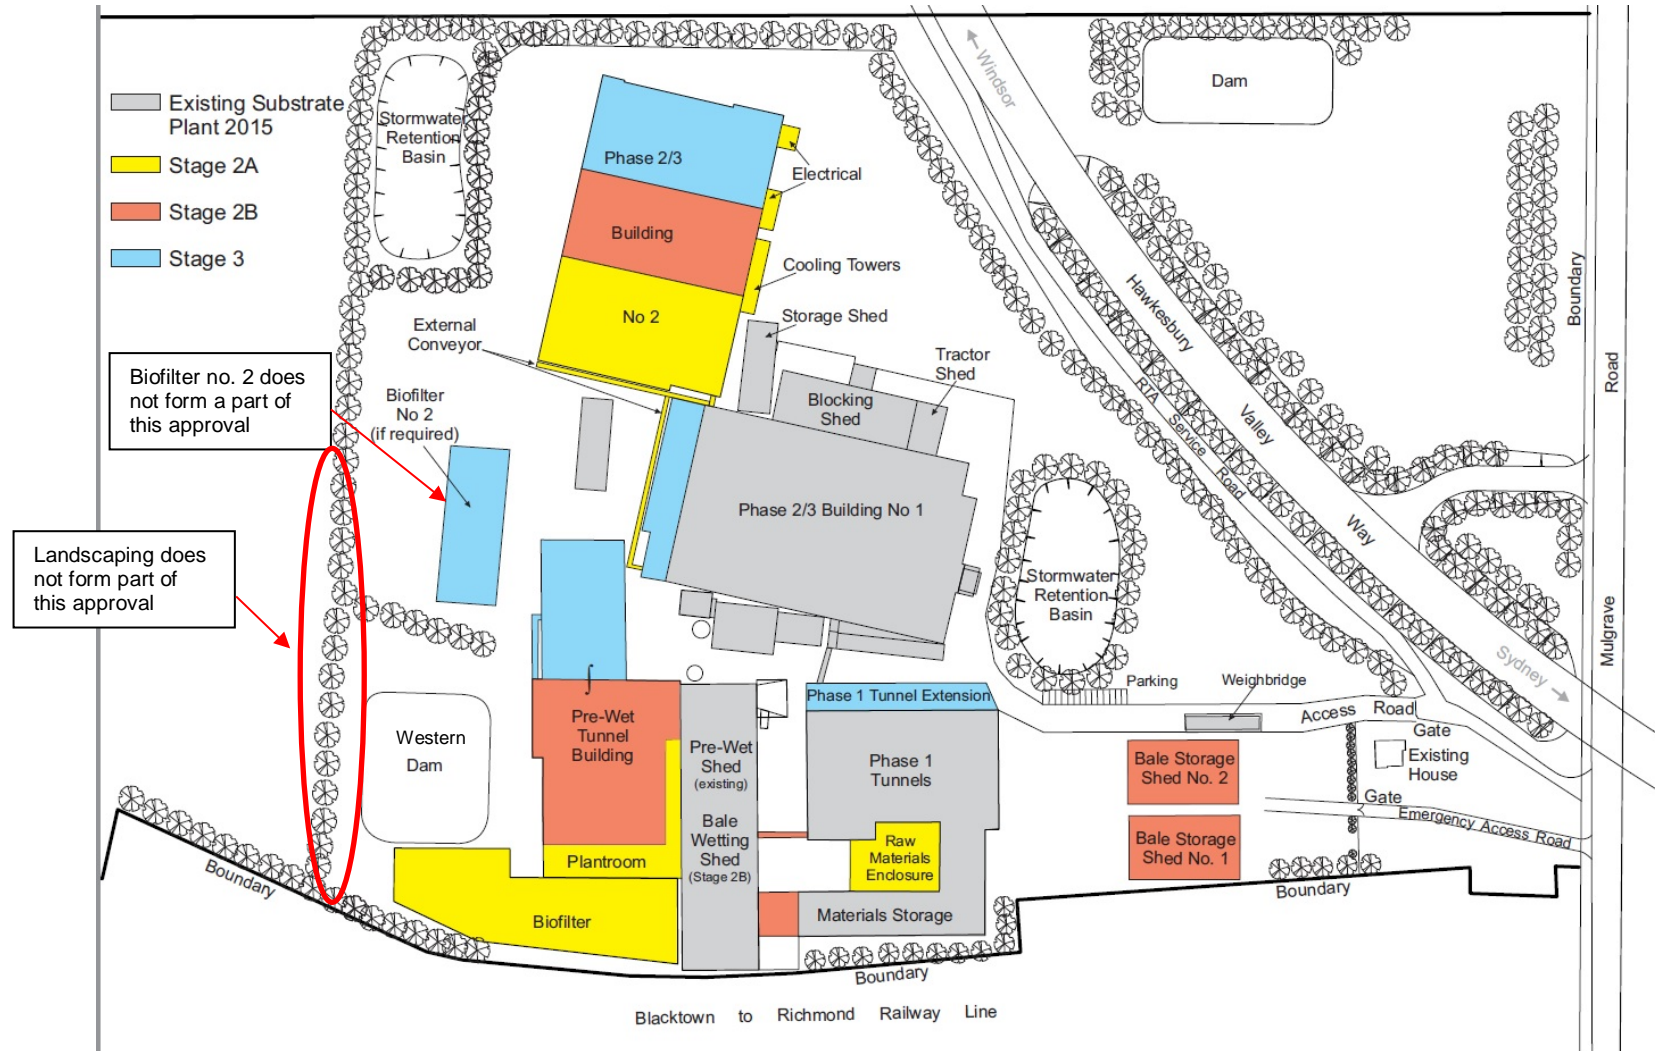 Existing Substrate
Plant 2015
Stage 2A
Stage 2B
Stage 3
Stormwater
Retention
Basin
Phase 2/3
Building
No 2
Electrical
Cooling Towers
Storage Shed
External
Conveyor
Tractor
Shed
Blocking
Shed
Biofilter no. 2 does
not form a part of
this approval
Biofilter
No 2
(if required)
Phase 2/3 Building No 1
Landscaping does
not form part of
this approval
Stormwater
Retention
Basin
Windsor
Dam
Hawkesbury
Valley
Way
RTA Service Road
Sydney
Boundary
Mulgrave Road
Western
Dam
Pre-Wet
Tunnel
Building
Pre-Wet
Shed
(existing)
Bale
Wetting
Shed
(Stage 2B)
Phase 1 Tunnel Extension
Phase 1
Tunnels
Parking
Weighbridge
Access Road
Gate
Existing
House
Gate
Emergency Access Road
Bale Storage
Shed No. 2
Bale Storage
Shed No. 1
Raw
Materials
Enclosure
Plantroom
Biofilter
Materials Storage
Boundary
Boundary
Boundary
Blacktown to Richmond Railway Line